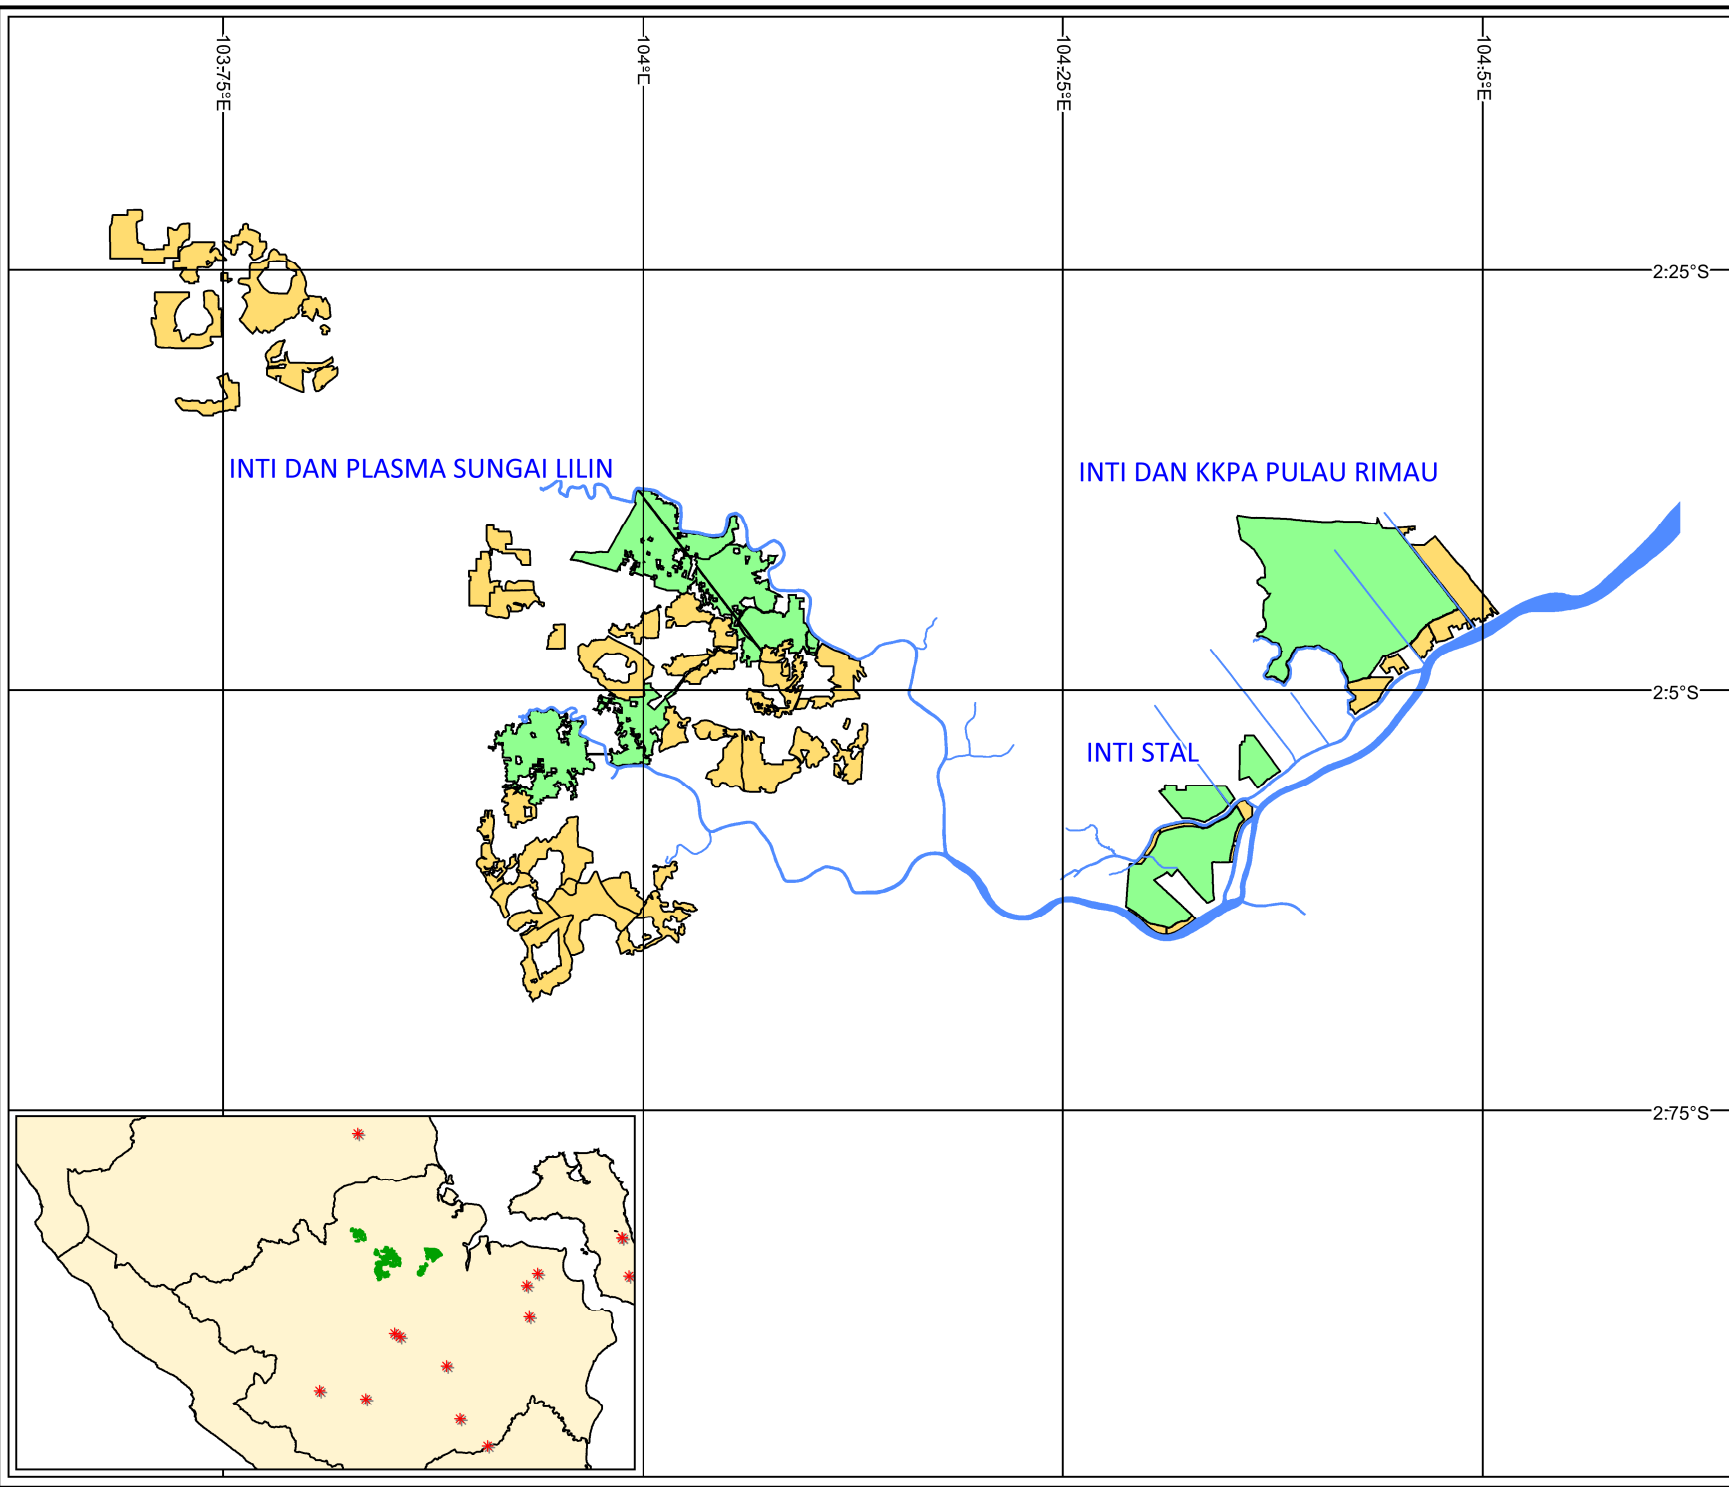 103.75°E
104°E
104.25°E
104.5°E
2.25°S
INTI DAN PLASMA SUNGAI LILIN
INTI DAN KKPA PULAU RIMAU
2.5°S
INTI STAL
2.75°S